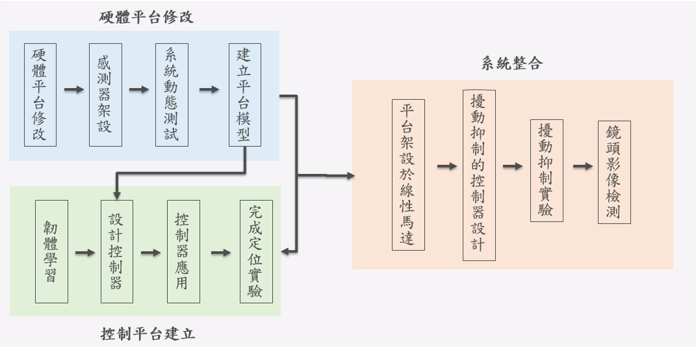 硬體平台修改
硬體平台修改
感測器架設
系統動態測試
建立平台模型
韌體學習
設計控制器
控制器應用
完成定位實驗
控制平台建立
系統整合
平台架設於線性馬達
擾動抑制的控制器設計
擾動抑制實驗
鏡頭影像檢測